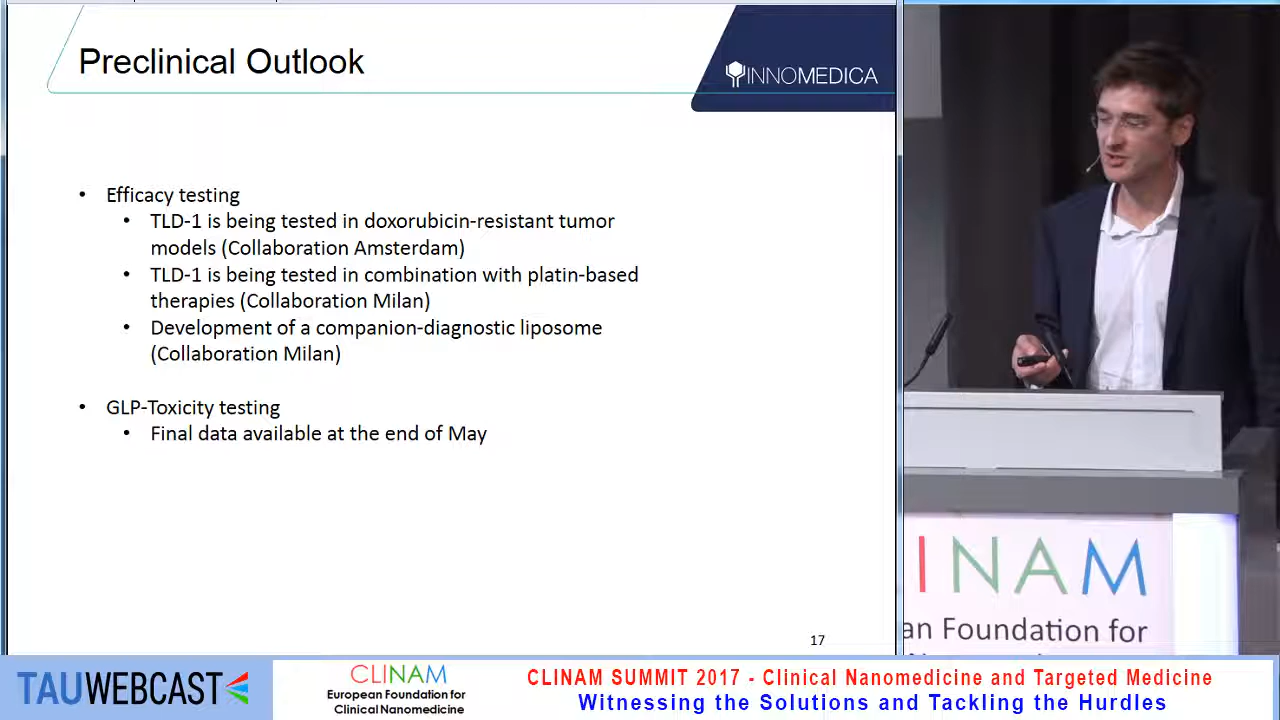 Preclinical Outlook
INNOMEDICA
• Efficacy testing
• TLD-1 is being tested in doxorubicin-resistant tumor
models (Collaboration Amsterdam)
• TLD-1 is being tested in combination with platin-based
therapies (Collaboration Milan)
• Development of a companion-diagnostic liposome
(Collaboration Milan)
• GLP-Toxicity testing
• Final data available at the end of May
17
INAM
an Foundation for
TAUWEBCAST
CLINAM
European Foundation for
Clinical Nanomedicine
CLINAM SUMMIT 2017 - Clinical Nanomedicine and Targeted Medicine
Witnessing the Solutions and Tackling the Hurdles